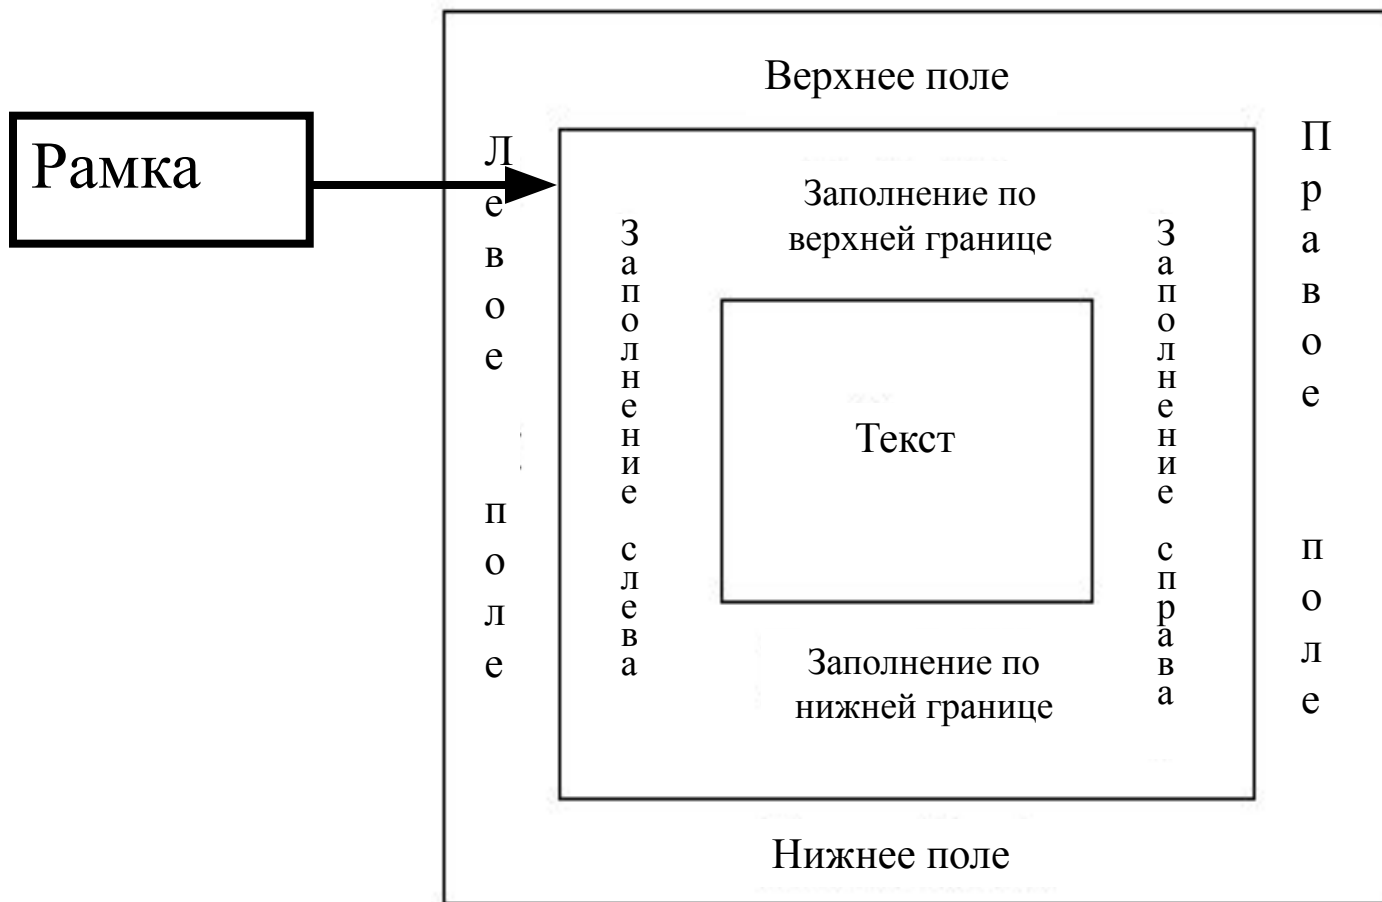 Верхнее поле
Рамка
Левое поле
Правое поле
Заполнение по
верхней границе
Заполнение слева
Заполнение справа
Текст
Заполнение по
нижней границе
Нижнее поле